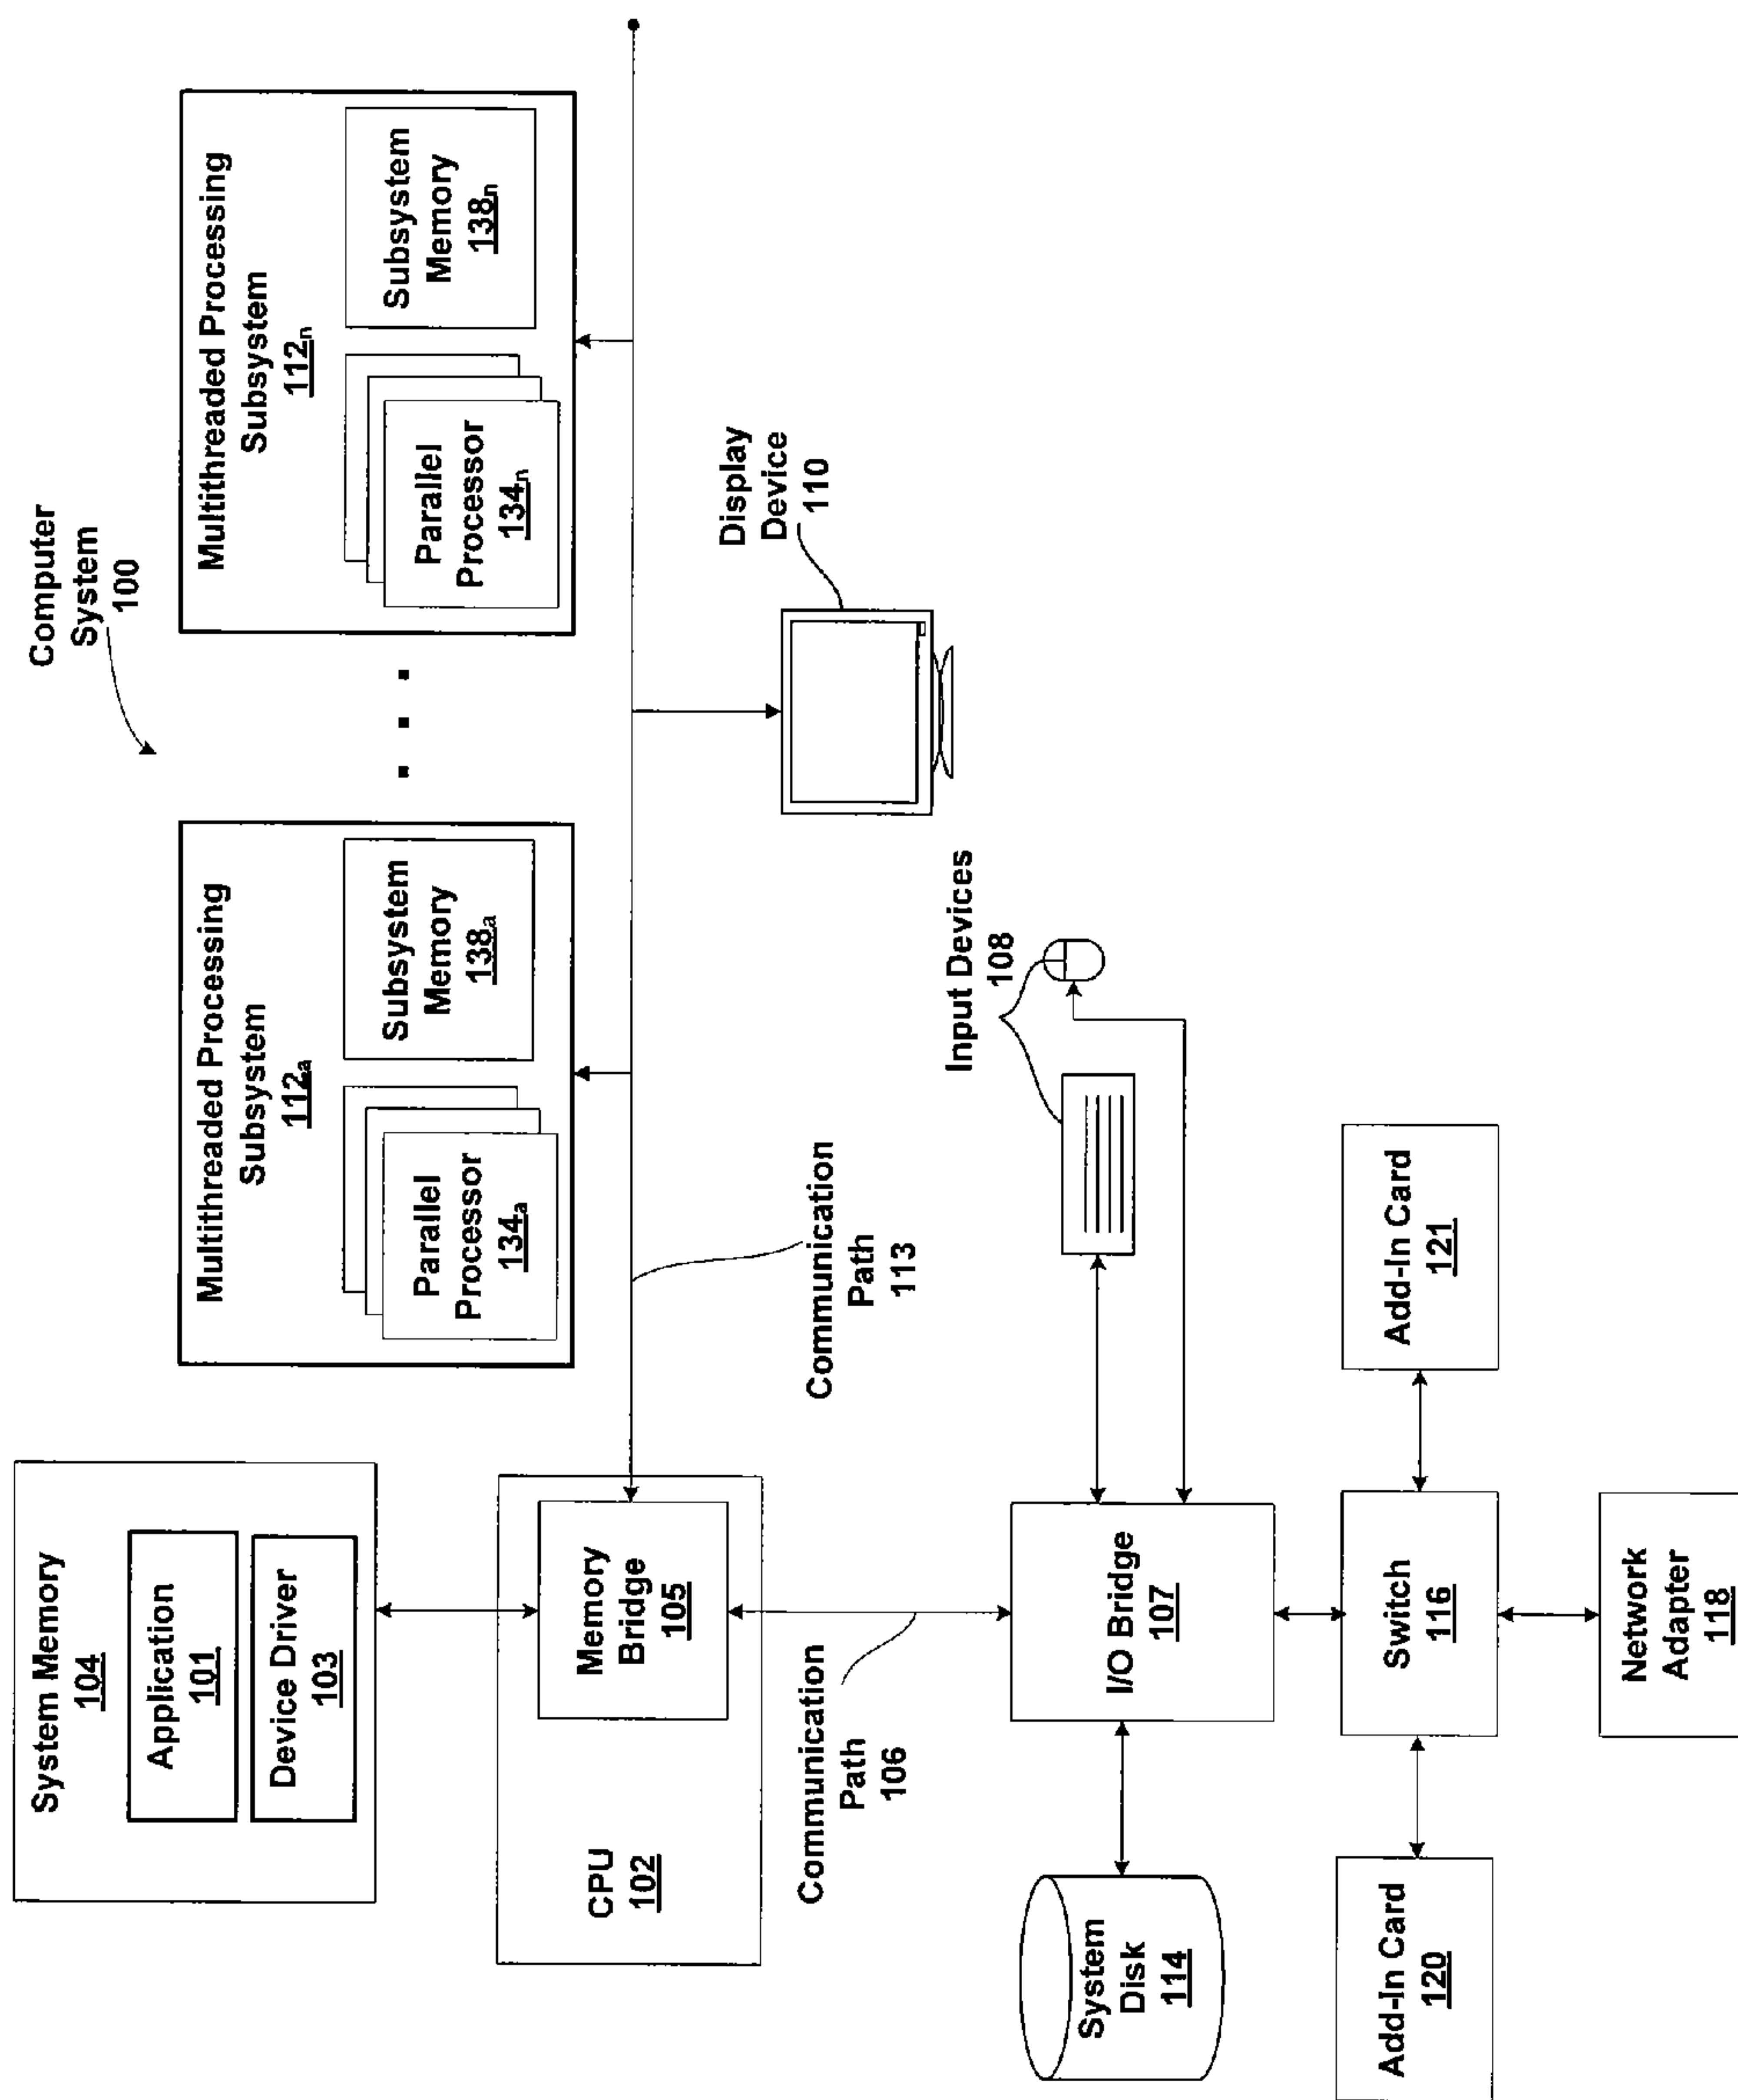 Computer
System
100
System Memory
104
Application
101
Device Driver
103
Multithreaded Processing
Subsystem
112a
Parallel
Processor
134a
Subsystem
Memory
138a
Multithreaded Processing
Subsystem
112n
Parallel
Processor
134n
Subsystem
Memory
138n
CPU
102
Memory
Bridge
105
Communication
Path
113
Display
Device
110
Communication
Path
106
Input Devices
108
System
Disk
114
I/O Bridge
107
Add-In Card
120
Switch
116
Add-In Card
121
Network
Adapter
118